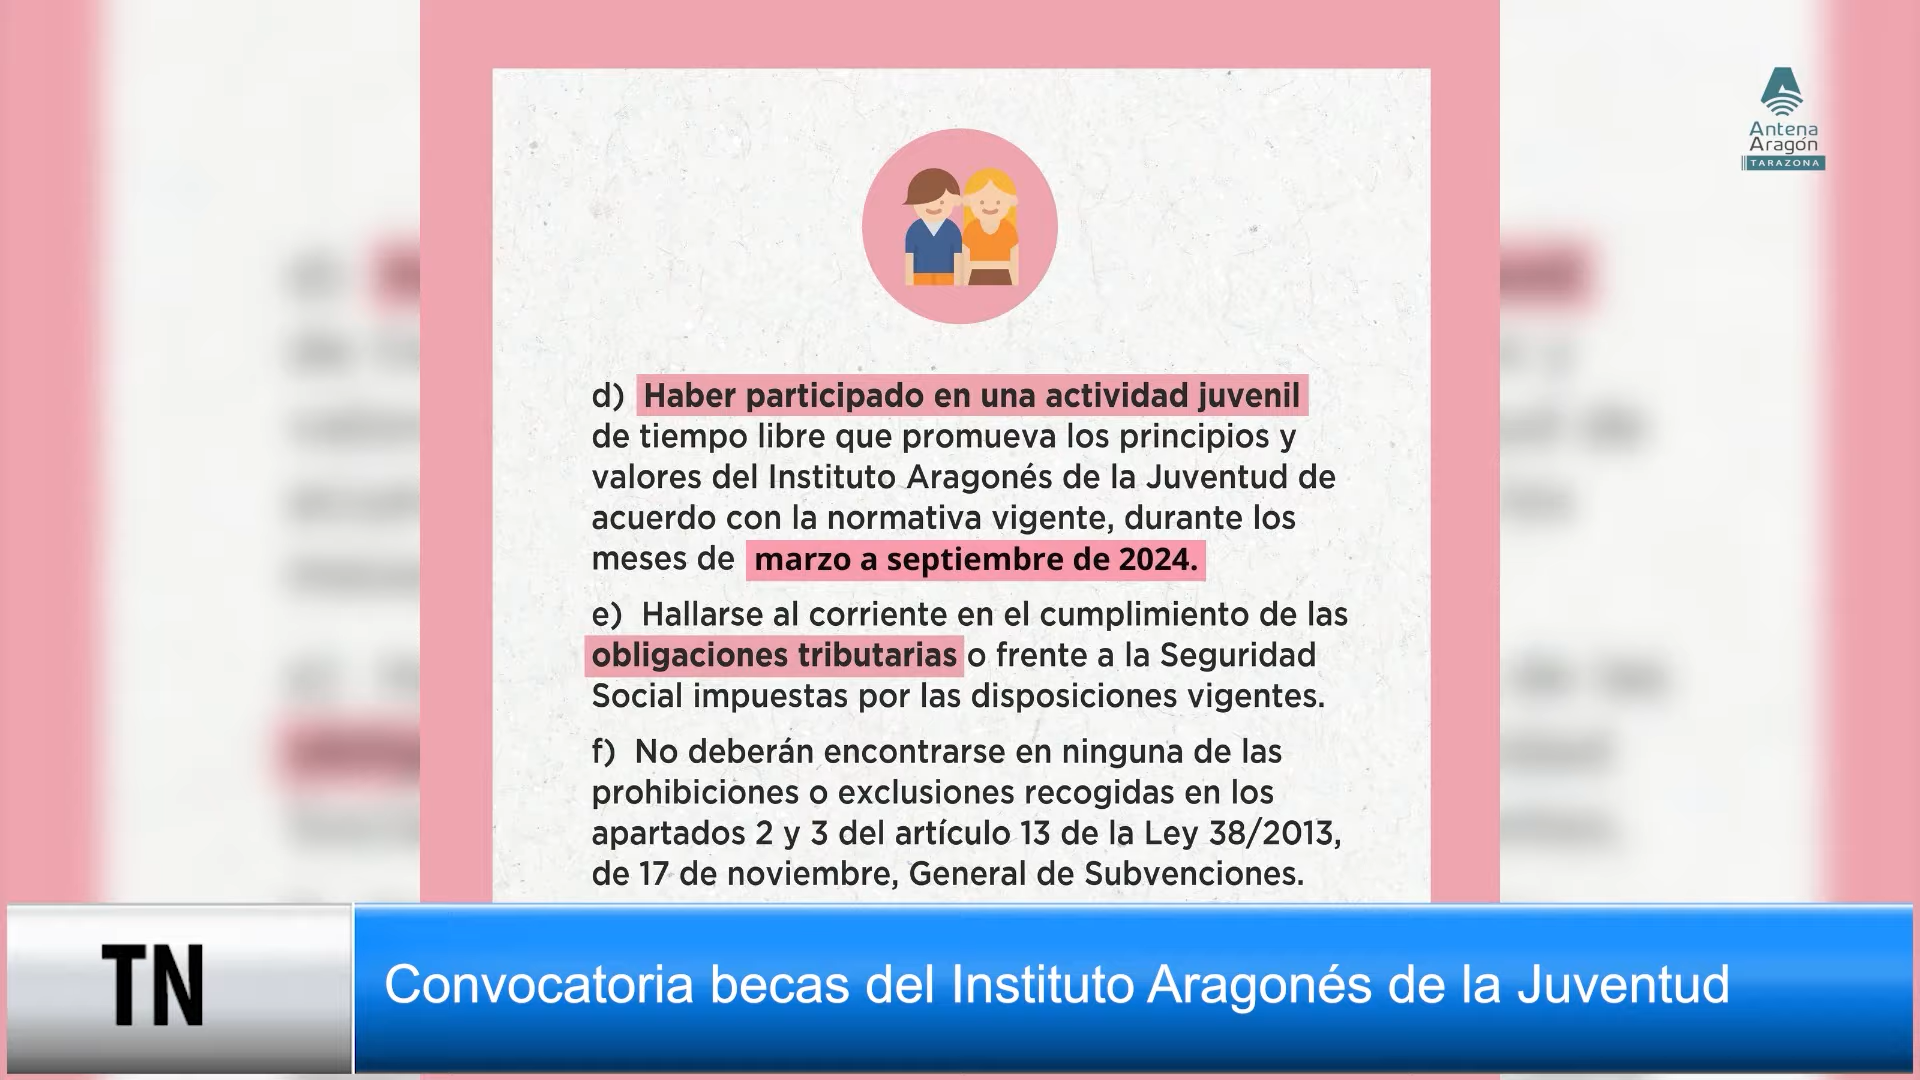 Antena
Aragón
TARAZONA
d) Haber participado en una actividad juvenil
de tiempo libre que promueva los principios y
valores del Instituto Aragonés de la Juventud de
acuerdo con la normativa vigente, durante los
meses de marzo a septiembre de 2024.
e) Hallarse al corriente en el cumplimiento de las
obligaciones tributarias o frente a la Seguridad
Social impuestas por las disposiciones vigentes.
f) No deberán encontrarse en ninguna de las
prohibiciones o exclusiones recogidas en los
apartados 2 y 3 del artículo 13 de la Ley 38/2013,
de 17 de noviembre, General de Subvenciones.
TN
Convocatoria becas del Instituto Aragonés de la Juventud